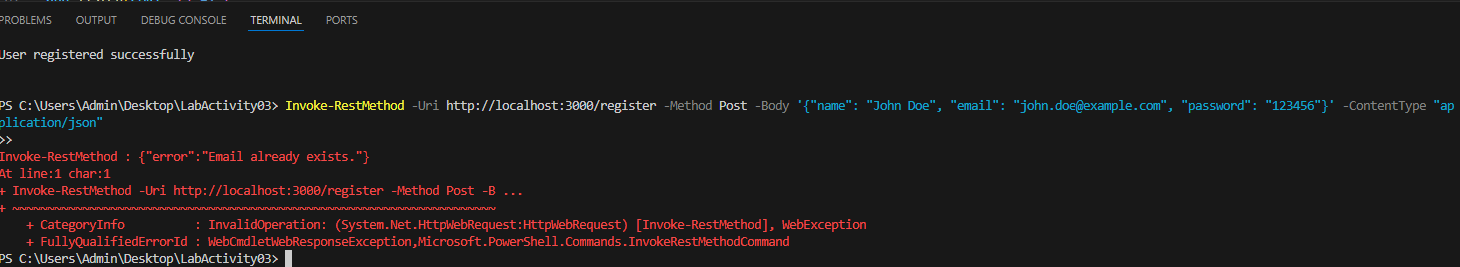 PROBLEMS OUTPUT DEBUG CONSOLE TERMINAL PORTS
User registered successfully
PS C:\Users\Admin\Desktop\LabActivity03> Invoke-RestMethod -Uri http://localhost:3000/register -Method Post -Body '{"name": "John Doe", "email": "john.doe@example.com", "password": "123456"}' -ContentType "ap
plication/json"
>>
Invoke-RestMethod : {"error":"Email already exists."}
At line:1 char:1
+ Invoke-RestMethod -Uri http://localhost:3000/register -Method Post -B ...
+ ~~~~~~~~~~~~~~~~~~~~~~~~~~~~~~~~~~~~~~~~~~~~~~~~~~~~~~~~~~~~~~~~~~~~~
+ CategoryInfo : InvalidOperation: (System.Net.HttpWebRequest:HttpWebRequest) [Invoke-RestMethod], WebException
+ FullyQualifiedErrorId : WebCmdletWebResponseException,Microsoft.PowerShell.Commands.InvokeRestMethodCommand
PS C:\Users\Admin\Desktop\LabActivity03>